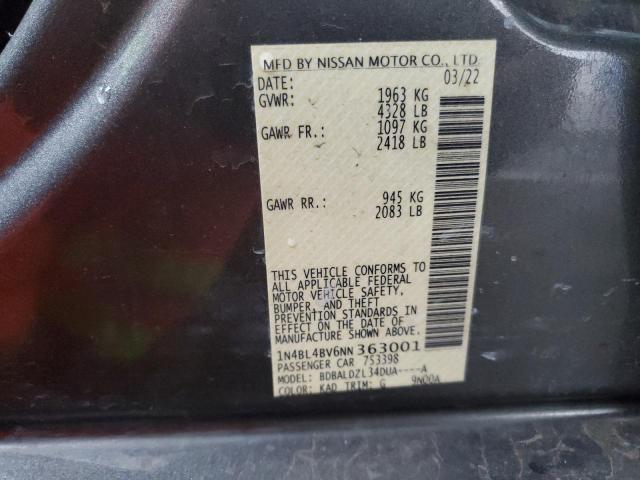 MFD BY NISSAN MOTOR CO., LTD.
DATE: 03/22
GVWR: 1963 KG
4328 LB
GAWR FR.: 1097 KG
2418 LB
GAWR RR.: 945 KG
2083 LB
THIS VEHICLE CONFORMS TO
ALL APPLICABLE FEDERAL
MOTOR VEHICLE SAFETY,
BUMPER, AND THEFT
PREVENTION STANDARDS IN
EFFECT ON THE DATE OF
MANUFACTURE SHOWN ABOVE.
1N4BL4BV6NN363001
PASSENGER CAR 753398
MODEL: BDBALDZL34DUA----A
COLOR: KAD TRIM: G 9N00A